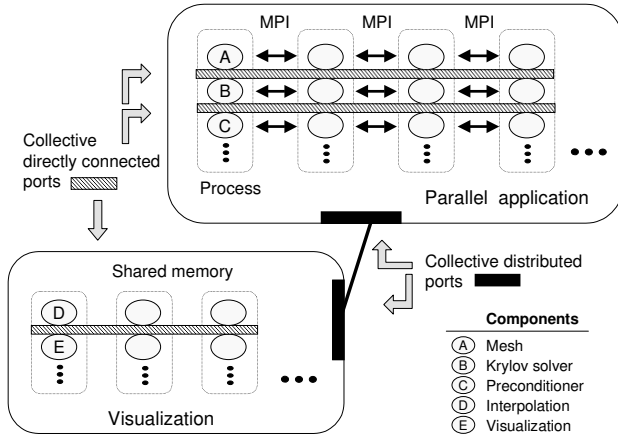 MPI MPI MPI
A
B
C
Collective
directly connected
ports
Process
Parallel application
Shared memory
D
E
Visualization
Collective distributed
ports
Components
A Mesh
B Krylov solver
C Preconditioner
D Interpolation
E Visualization